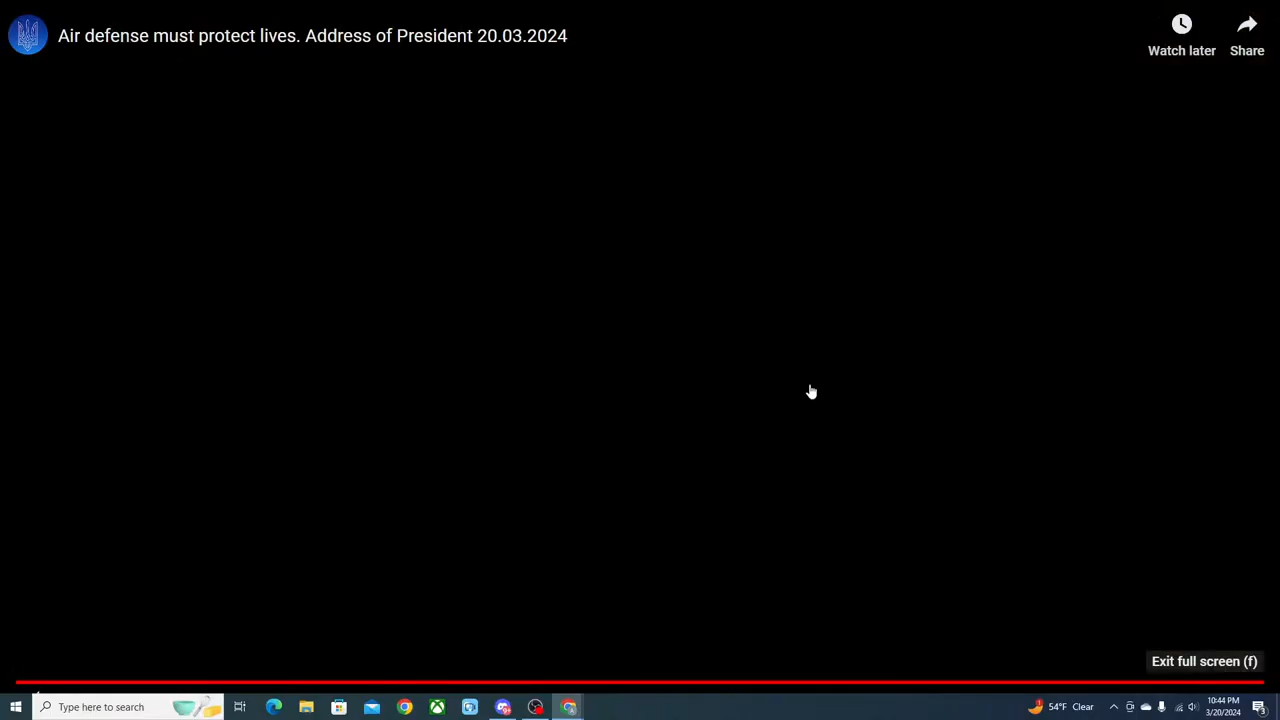 Air defense must protect lives. Address of President 20.03.2024
Watch later
Share
Exit full screen (f)
Type here to search
54°F Clear
10:44 PM
3/20/2024
3